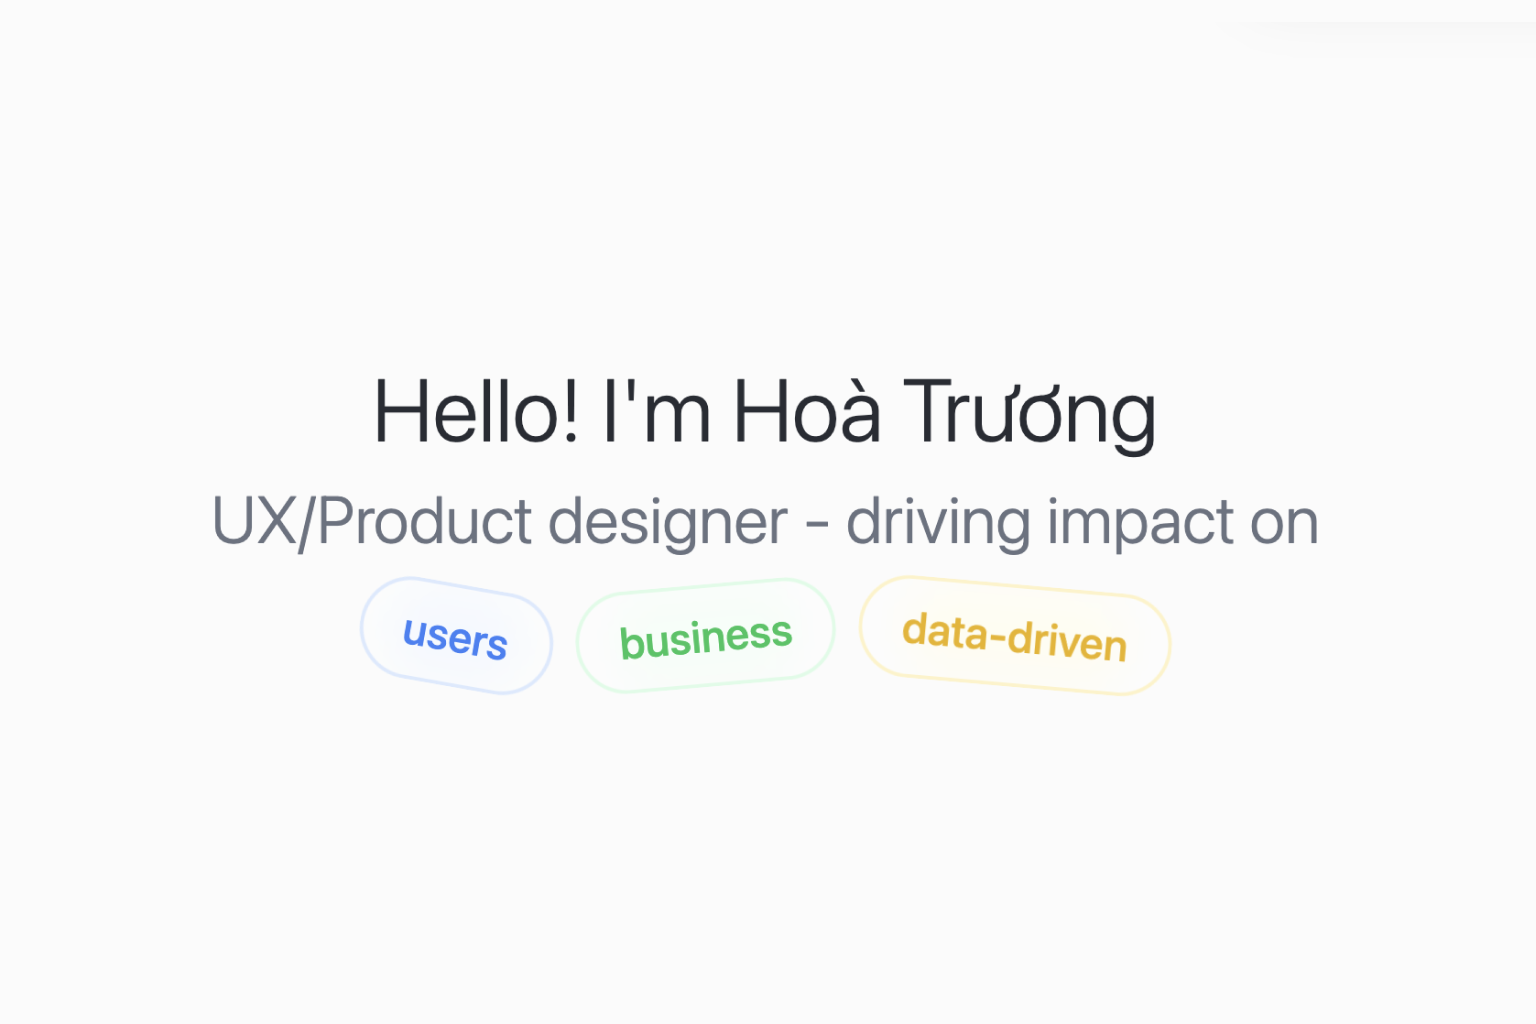 Hello! I'm Hoà Trương
UX/Product designer - driving impact on
users business data-driven